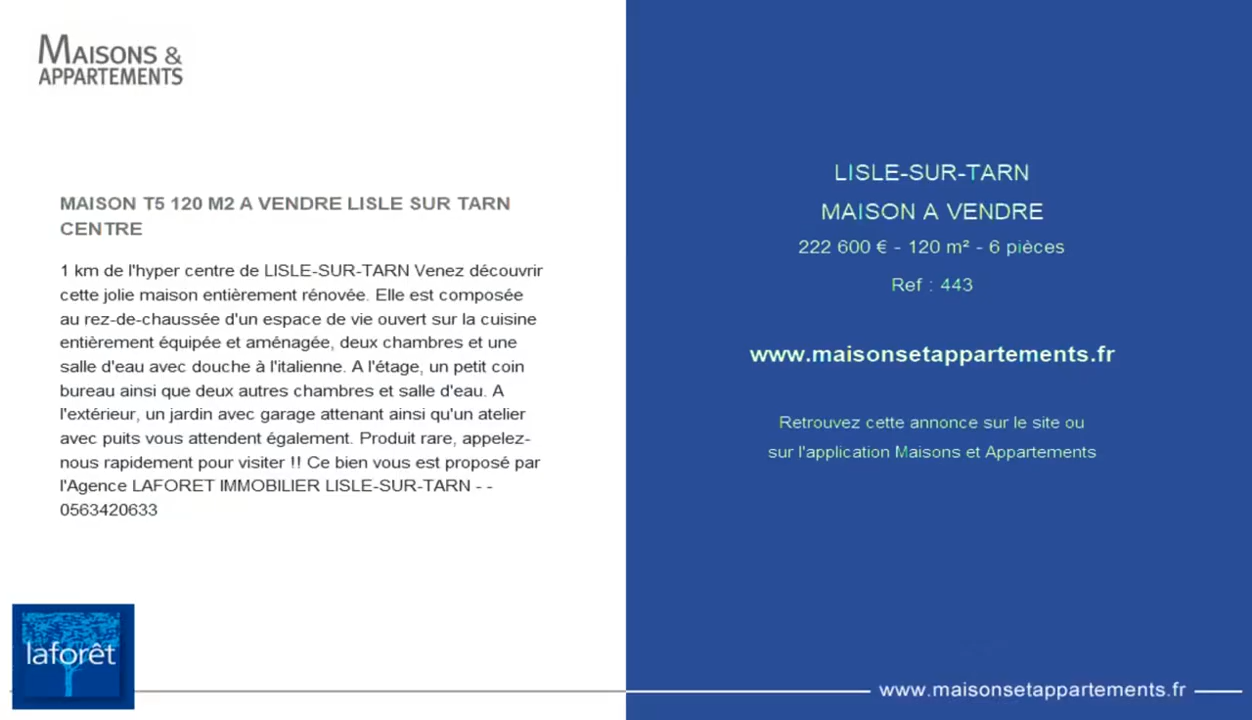 MAISONS &
APPARTEMENTS
MAISON T5 120 M2 A VENDRE LISLE SUR TARN
CENTRE
1 km de l'hyper centre de LISLE-SUR-TARN Venez découvrir
cette jolie maison entièrement rénovée. Elle est composée
au rez-de-chaussée d'un espace de vie ouvert sur la cuisine
entièrement équipée et aménagée, deux chambres et une
salle d'eau avec douche à l'italienne. A l'étage, un petit coin
bureau ainsi que deux autres chambres et salle d'eau. A
l'extérieur, un jardin avec garage attenant ainsi qu'un atelier
avec puits vous attendent également. Produit rare, appelez-
nous rapidement pour visiter !! Ce bien vous est proposé par
l'Agence LAFORET IMMOBILIER LISLE-SUR-TARN - -
0563420633
laforêt
LISLE-SUR-TARN
MAISON A VENDRE
222 600 € - 120 m² - 6 pièces
Ref : 443
www.maisonsetappartements.fr
Retrouvez cette annonce sur le site ou
sur l'application Maisons et Appartements
www.maisonsetappartements.fr